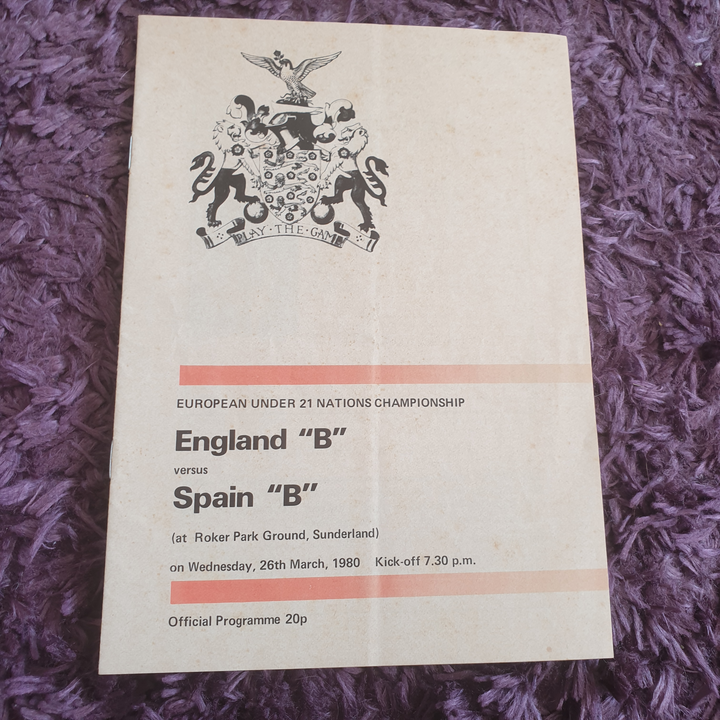 PLAY · THE · GAME
EUROPEAN UNDER 21 NATIONS CHAMPIONSHIP
England “B”
versus
Spain “B”
(at Roker Park Ground, Sunderland)
on Wednesday, 26th March, 1980 Kick-off 7.30 p.m.
Official Programme 20p